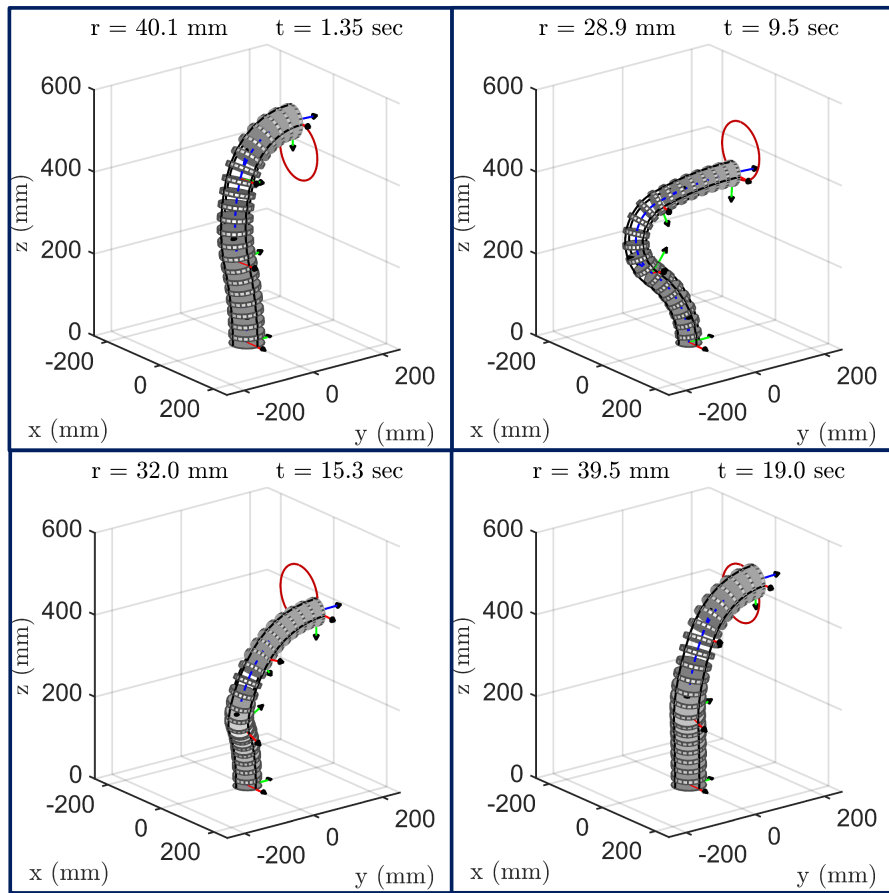 r = 40.1 mm t = 1.35 sec
600
400
200
0
z (mm)
-200
0
200
x (mm)
-200
0
200
y (mm)
r = 28.9 mm t = 9.5 sec
600
400
200
0
z (mm)
-200
0
200
x (mm)
-200
0
200
y (mm)
r = 32.0 mm t = 15.3 sec
600
400
200
0
z (mm)
-200
0
200
x (mm)
-200
0
200
y (mm)
r = 39.5 mm t = 19.0 sec
600
400
200
0
z (mm)
-200
0
200
x (mm)
-200
0
200
y (mm)